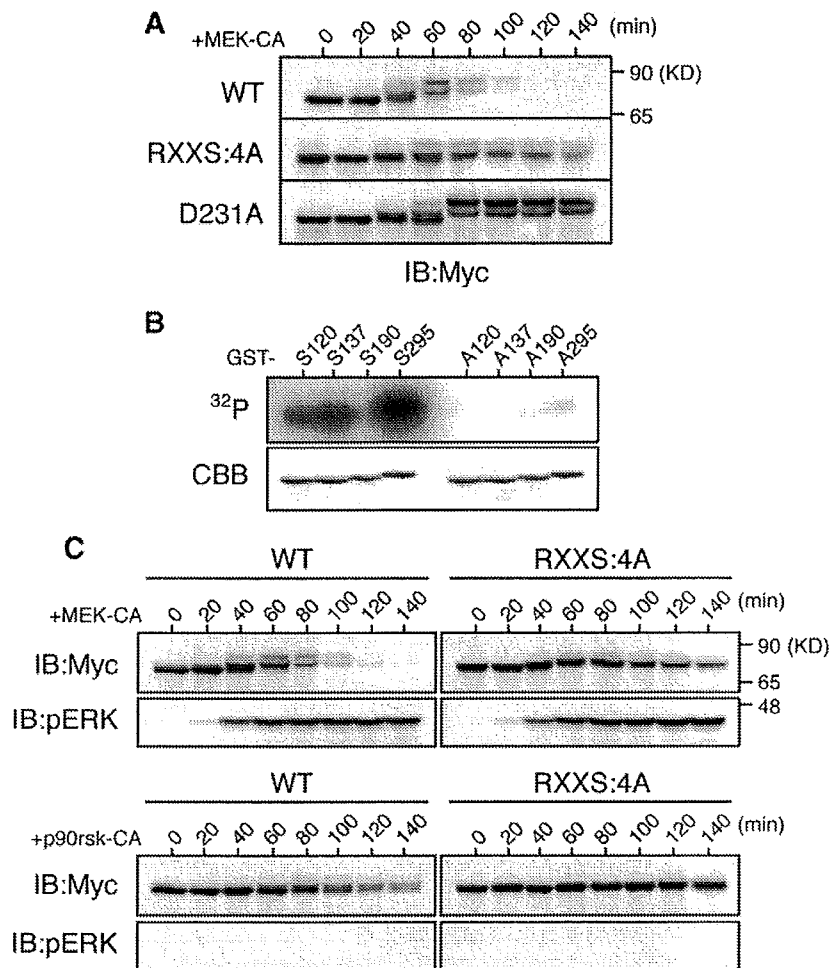 A
+MEK-CA 0 20 40 60 80 100 120 140 (min)
WT
90 (KD)
65
RXXS:4A
D231A
IB:Myc
B
GST- S120 S137 S190 S295 A120 A137 A190 A295
32P
CBB
C
WT RXXS:4A
+MEK-CA 0 20 40 60 80 100 120 140 0 20 40 60 80 100 120 140 (min)
IB:Myc
90 (KD)
65
IB:pERK
48
WT RXXS:4A
+p90rsk-CA 0 20 40 60 80 100 120 140 0 20 40 60 80 100 120 140 (min)
IB:Myc
IB:pERK